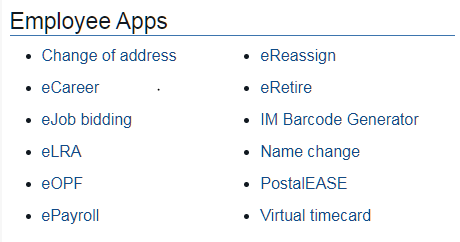 Employee Apps
Change of address
eCareer
eJob bidding
eLRA
eOPF
ePayroll
eReassign
eRetire
IM Barcode Generator
Name change
PostalEASE
Virtual timecard